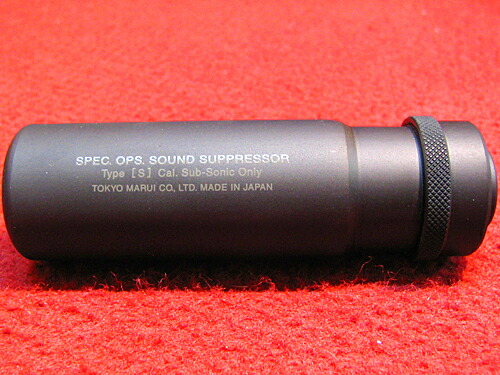 SPEC. OPS. SOUND SUPPRESSOR
Type [S] Cal. Sub-Sonic Only
TOKYO MARUI CO, LTD. MADE IN JAPAN